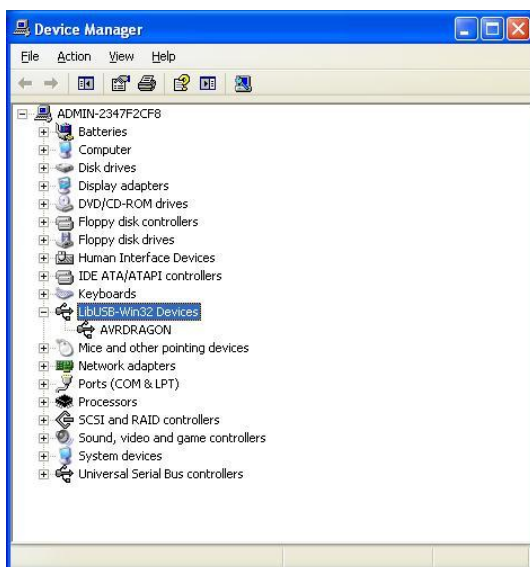 Device Manager
File Action View Help
ADMIN-2347F2CF8
Batteries
Computer
Disk drives
Display adapters
DVD/CD-ROM drives
Floppy disk controllers
Floppy disk drives
Human Interface Devices
IDE ATA/ATAPI controllers
Keyboards
LibUSB-Win32 Devices
AVRDRAGON
Mice and other pointing devices
Network adapters
Ports (COM & LPT)
Processors
SCSI and RAID controllers
Sound, video and game controllers
System devices
Universal Serial Bus controllers